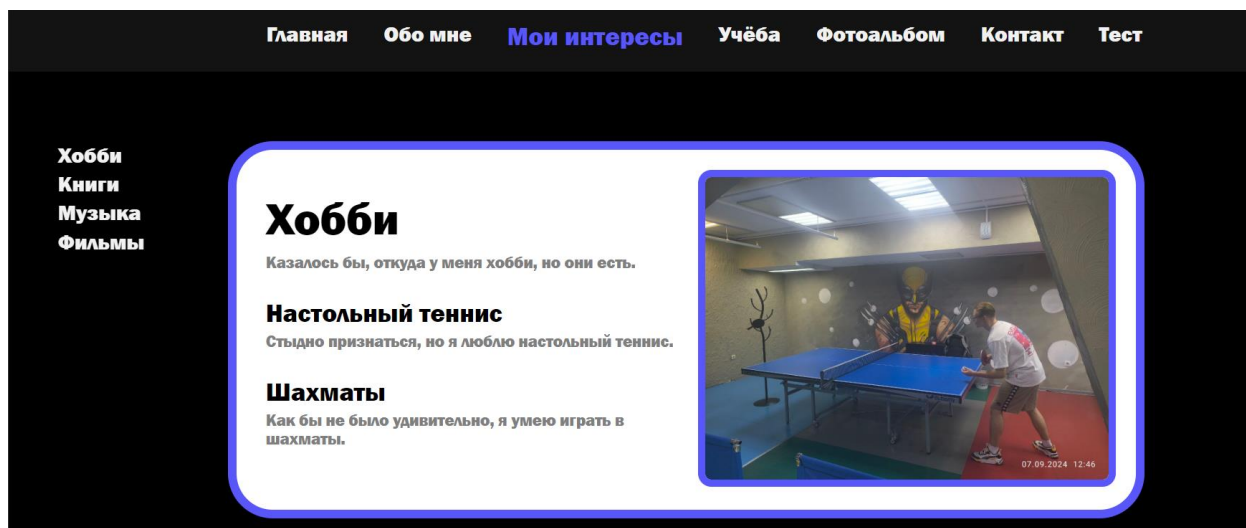 Главная Обо мне Мои интересы Учёба Фотоальбом Контакт Тест
Хобби
Книги
Музыка
Фильмы
Хобби
Казалось бы, откуда у меня хобби, но они есть.
Настольный теннис
Стыдно признаться, но я люблю настольный теннис.
Шахматы
Как бы не было удивительно, я умею играть в
шахматы.
07.09.2024 12:46